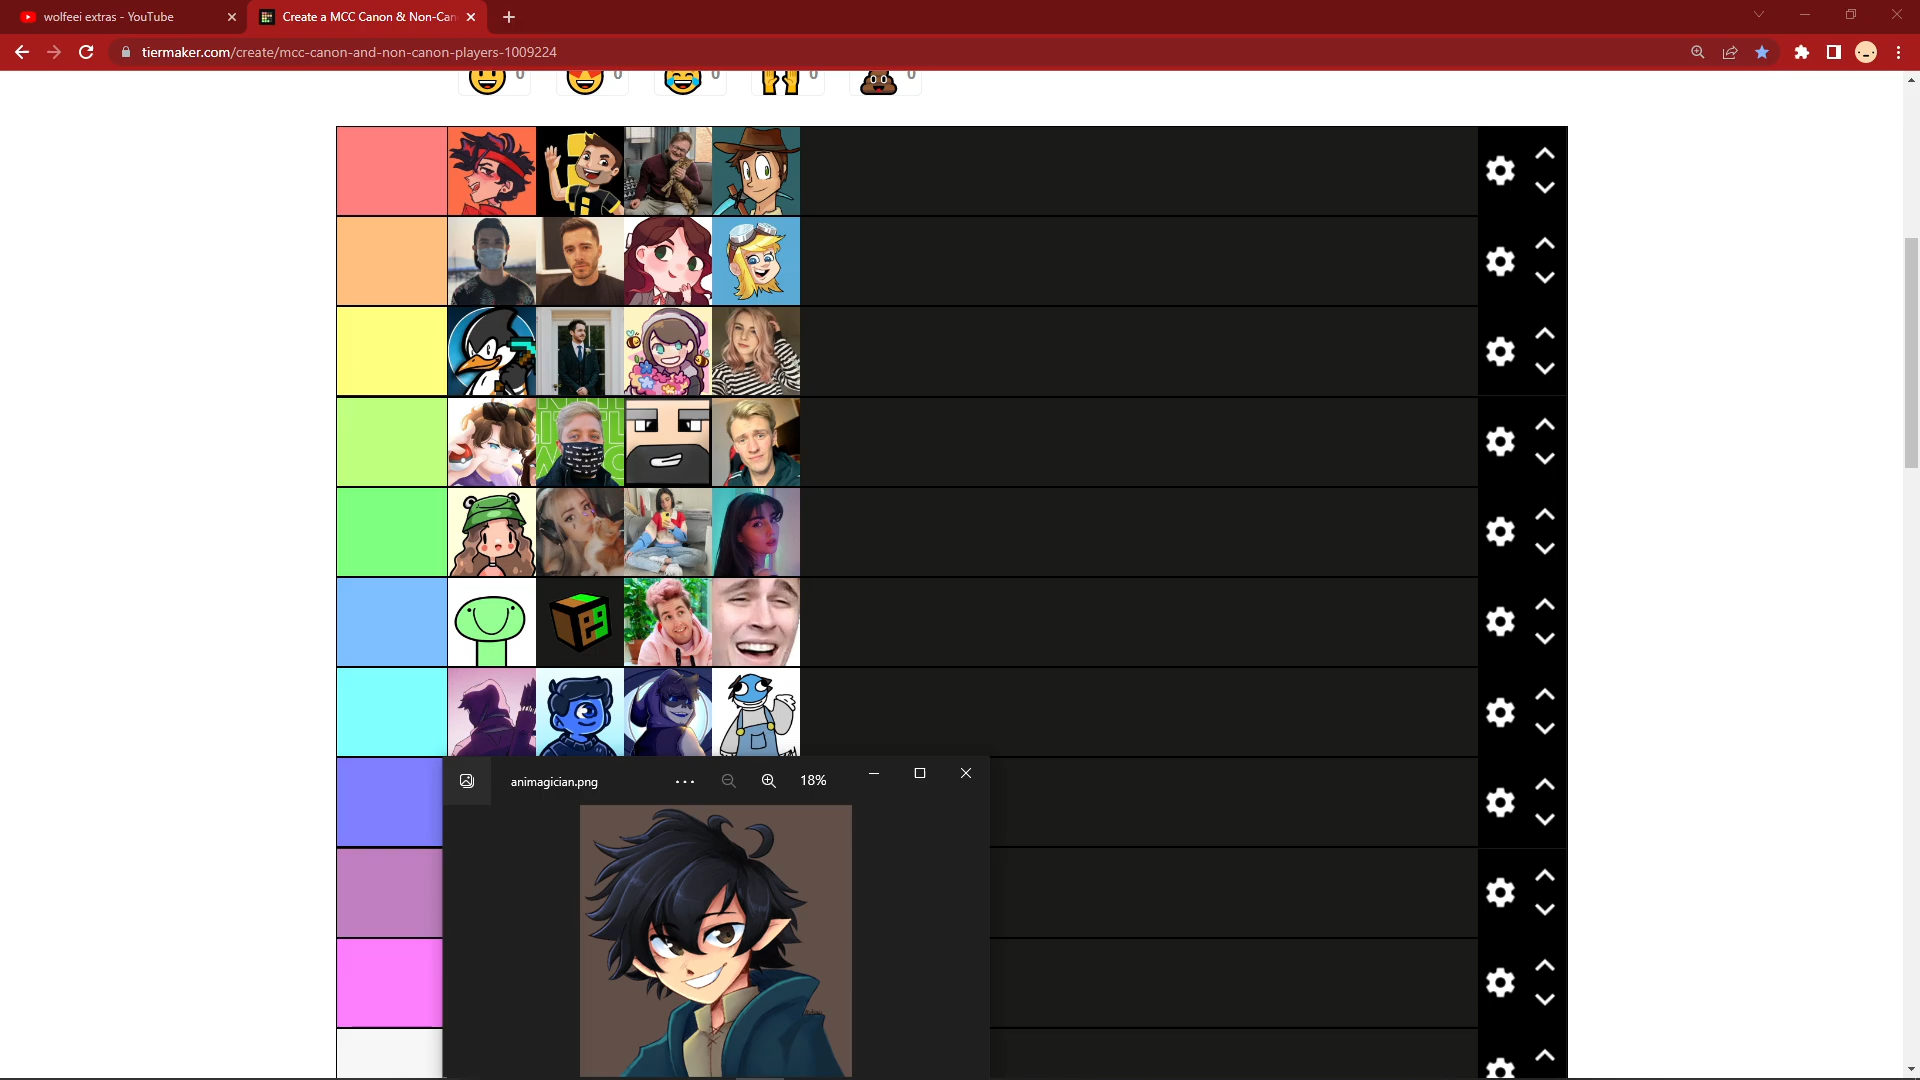 wolfeei extras - YouTube
Create a MCC Canon & Non-Can
tiermaker.com/create/mcc-canon-and-non-canon-players-1009224
0 0 0 0 0
animagician.png
18%